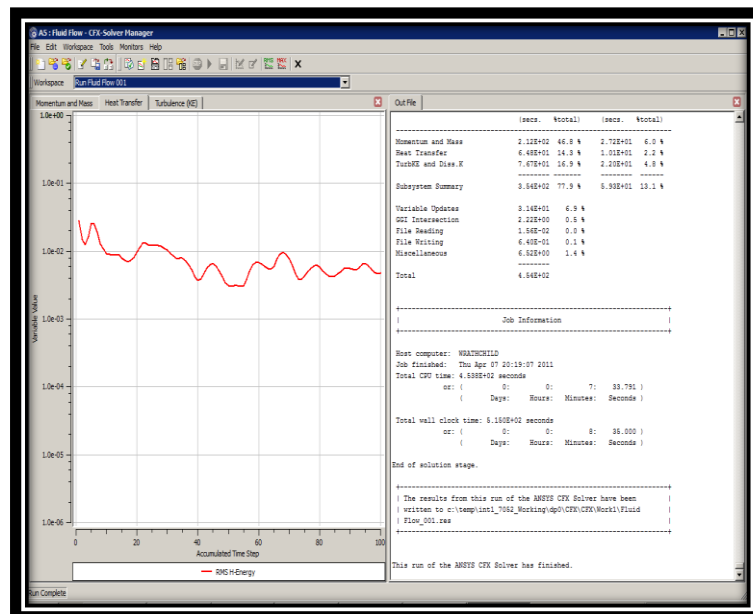 A5 : Fluid Flow - CFX-Solver Manager
File Edit Workspace Tools Monitors Help
Workspace Run Fluid Flow 001
Momentum and Mass Heat Transfer Turbulence (KE)
1.0e+00
1.0e-01
1.0e-02
1.0e-03
1.0e-04
1.0e-05
1.0e-06
Variable Value
0 20 40 60 80 100
Accumulated Time Step
RMS H-Energy
Out File
(secs. %total) (secs. %total)
Momentum and Mass 2.12E+02 46.8 % 2.72E+01 6.0 %
Heat Transfer 6.48E+01 14.3 % 1.01E+01 2.2 %
TurbKE and Diss.K 7.67E+01 16.9 % 2.20E+01 4.8 %
Subsystem Summary 3.54E+02 77.9 % 5.93E+01 13.1 %
Variable Updates 3.14E+01 6.9 %
GGI Intersection 2.22E+00 0.5 %
File Reading 1.56E-02 0.0 %
File Writing 6.40E-01 0.1 %
Miscellaneous 6.52E+00 1.4 %
Total 4.54E+02
Job Information
Host computer: WRATHCHILD
Job finished: Thu Apr 07 20:19:07 2011
Total CPU time: 4.538E+02 seconds
or: ( 0: 0: 7: 33.791 )
( Days: Hours: Minutes: Seconds )
Total wall clock time: 5.150E+02 seconds
or: ( 0: 0: 8: 35.000 )
( Days: Hours: Minutes: Seconds )
End of solution stage.
The results from this run of the ANSYS CFX Solver have been
written to c:\temp\int1_7062_Working\dp0\CFX\CFX\Work1\Fluid
Flow_001.res
This run of the ANSYS CFX Solver has finished.
Run Complete